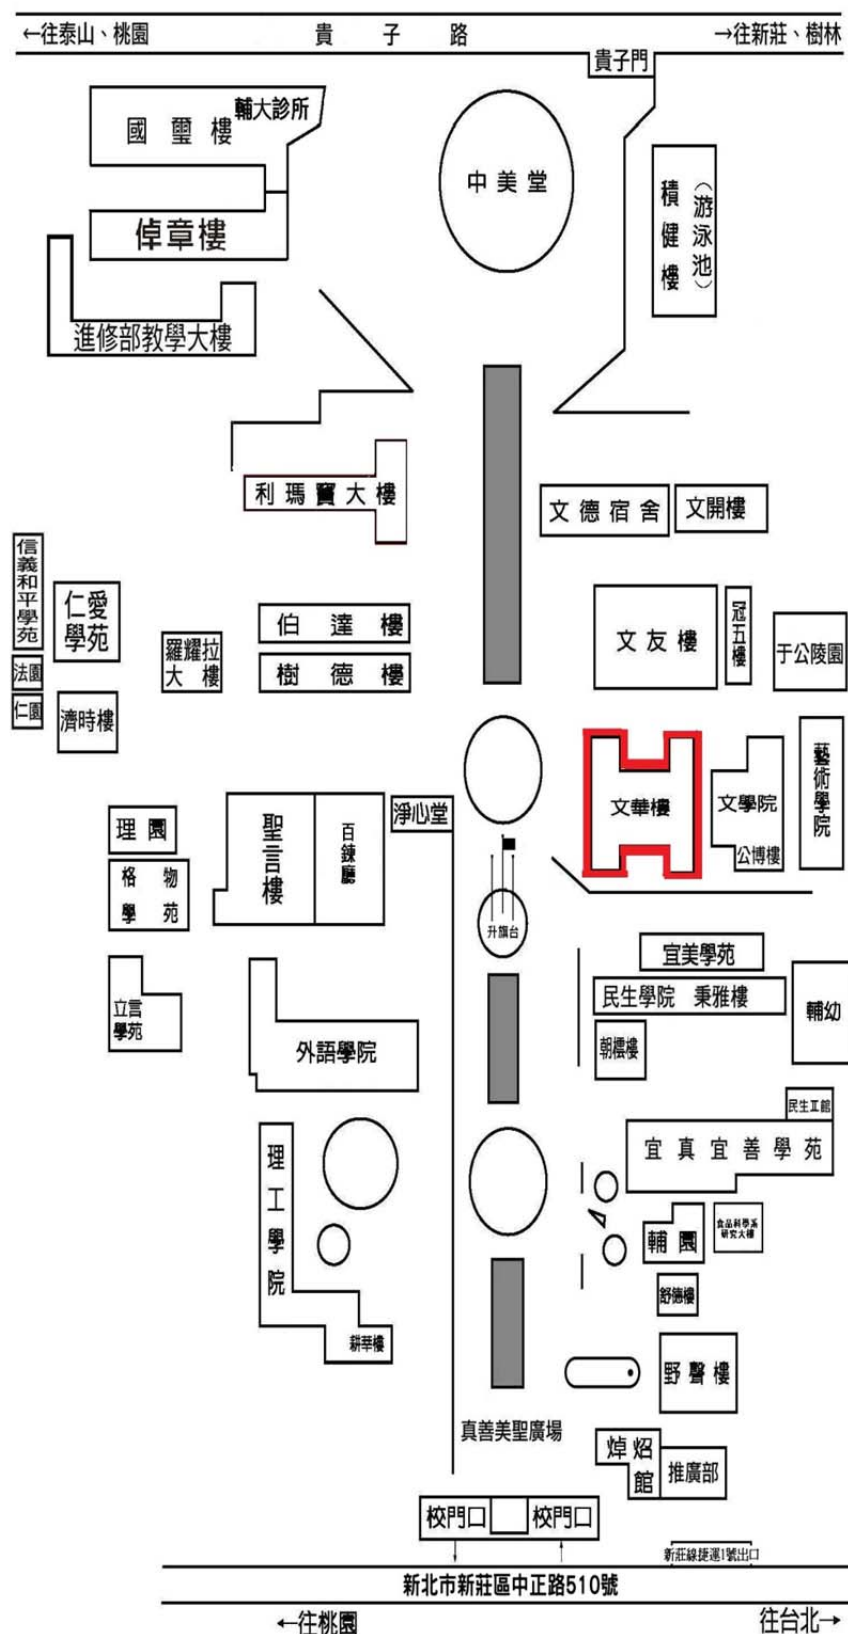 ←往泰山、桃園
貴子路
→往新莊、樹林
貴子門
輔大診所
國璽樓
中美堂
積健樓
（游泳池）
倬章樓
進修部教學大樓
利瑪竇大樓
文德宿舍
文開樓
信義和平學苑
仁愛
學苑
伯達樓
文友樓
冠五樓
于公陵園
羅耀拉
大樓
樹德樓
法園
仁園
濟時樓
文華樓
文學院
藝術學院
公博樓
理園
聖言樓
百鍊廳
淨心堂
格物
學苑
升旗台
宜美學苑
民生學院 秉雅樓
輔幼
立言
學苑
外語學院
朝橒樓
民生工館
宜真宜善學苑
理工學院
輔園
食品科學系
研究大樓
舒德樓
耕莘樓
野聲樓
真善美聖廣場
焯炤
館
推廣部
校門口
校門口
新莊線捷運1號出口
新北市新莊區中正路510號
←往桃園
往台北→